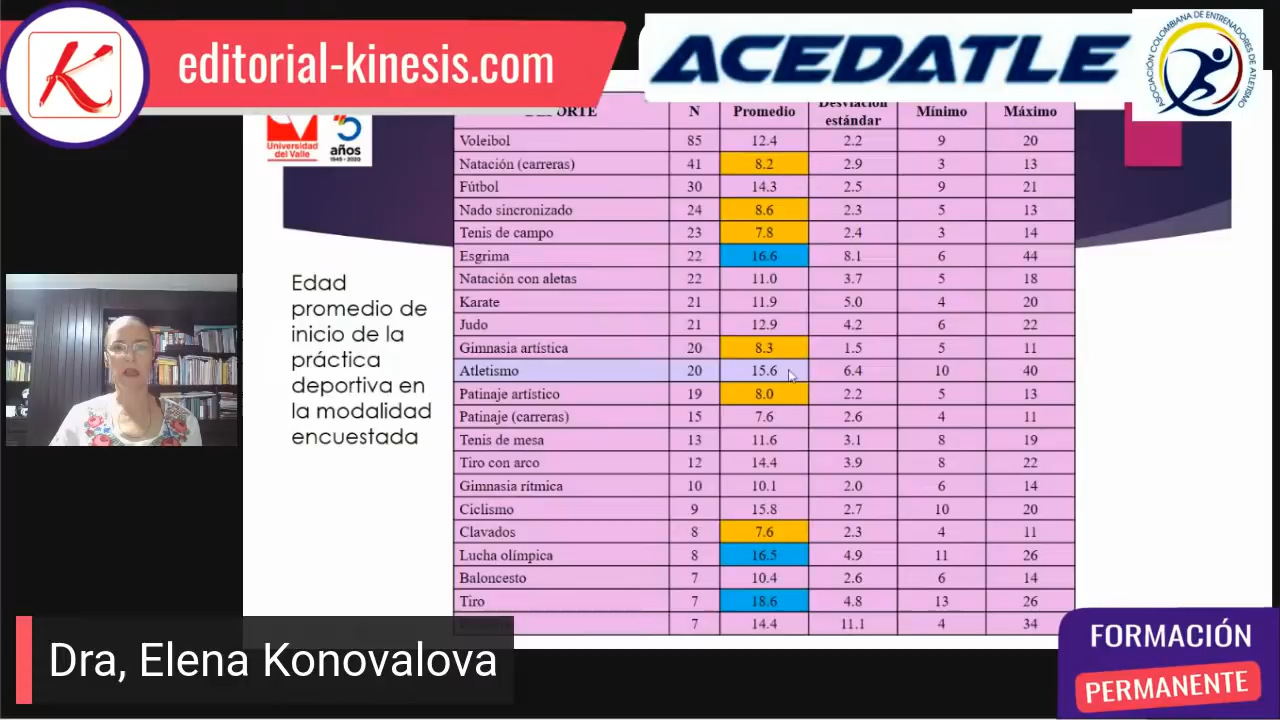 editorial-kinesis.com
ACEDATLE
ASOCIACIÓN COLOMBIANA DE ENTRENADORES DE ATLETISMO
K
Universidad
del Valle
años
1945 - 2020
Edad
promedio de
inicio de la
práctica
deportiva en
la modalidad
encuestada
N Promedio Desviación estándar Mínimo Máximo
Voleibol 85 12.4 2.2 9 20
Natación (carreras) 41 8.2 2.9 3 13
Fútbol 30 14.3 2.5 9 21
Nado sincronizado 24 8.6 2.3 5 13
Tenis de campo 23 7.8 2.4 3 14
Esgrima 22 16.6 8.1 6 44
Natación con aletas 22 11.0 3.7 5 18
Karate 21 11.9 5.0 4 20
Judo 21 12.9 4.2 6 22
Gimnasia artística 20 8.3 1.5 5 11
Atletismo 20 15.6 6.4 10 40
Patinaje artístico 19 8.0 2.2 5 13
Patinaje (carreras) 15 7.6 2.6 4 11
Tenis de mesa 13 11.6 3.1 8 19
Tiro con arco 12 14.4 3.9 8 22
Gimnasia rítmica 10 10.1 2.0 6 14
Ciclismo 9 15.8 2.7 10 20
Clavados 8 7.6 2.3 4 11
Lucha olímpica 8 16.5 4.9 11 26
Baloncesto 7 10.4 2.6 6 14
Tiro 7 18.6 4.8 13 26
7 14.4 11.1 4 34
Dra, Elena Konovalova
FORMACIÓN
PERMANENTE